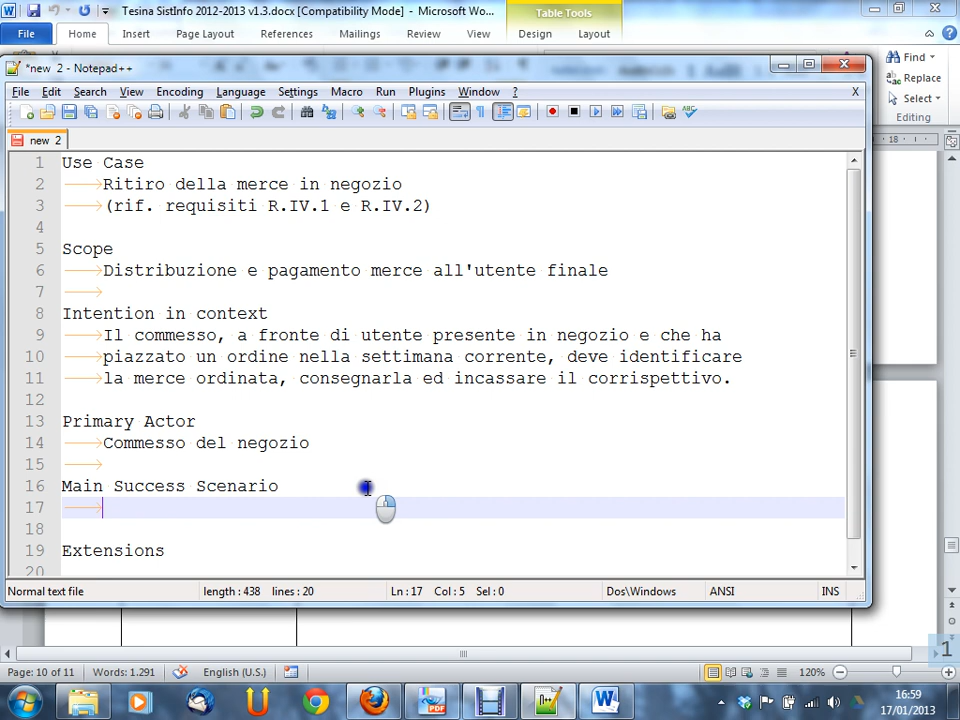 Tesina SistInfo 2012-2013 v1.3.docx [Compatibility Mode] - Microsoft Wo...
Table Tools
File Home Insert Page Layout References Mailings Review View Design Layout
*new 2 - Notepad++
Find
Replace
Select
Editing
File Edit Search View Encoding Language Settings Macro Run Plugins Window ? X
new 2
18
1 Use Case
2 Ritiro della merce in negozio
3 (rif. requisiti R.IV.1 e R.IV.2)
4
5 Scope
6 Distribuzione e pagamento merce all'utente finale
7
8 Intention in context
9 Il commesso, a fronte di utente presente in negozio e che ha
10 piazzato un ordine nella settimana corrente, deve identificare
11 la merce ordinata, consegnarla ed incassare il corrispettivo.
12
13 Primary Actor
14 Commesso del negozio
15
16 Main Success Scenario
17
18
19 Extensions
20
Normal text file length : 438 lines : 20 Ln : 17 Col : 5 Sel : 0 Dos\Windows ANSI INS
1
Page: 10 of 11 Words: 1.291 English (U.S.) 120%
16:59
17/01/2013